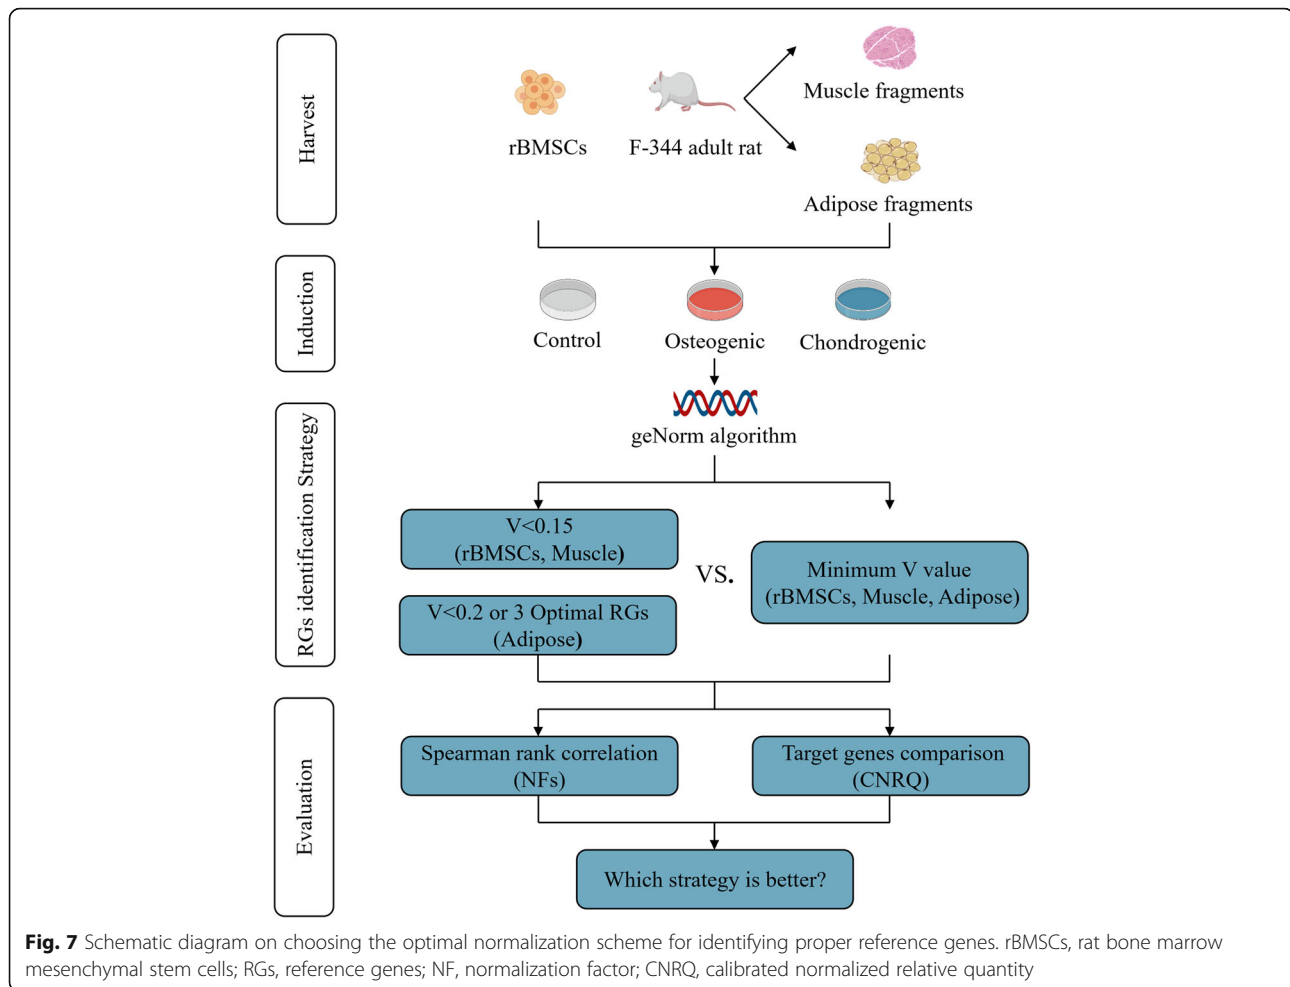 Harvest
rBMSCs
F-344 adult rat
Muscle fragments
Adipose fragments
Induction
Control
Osteogenic
Chondrogenic
RGs identification Strategy
geNorm algorithm
V<0.15
(rBMSCs, Muscle)
V<0.2 or 3 Optimal RGs
(Adipose)
VS.
Minimum V value
(rBMSCs, Muscle, Adipose)
Evaluation
Spearman rank correlation
(NFs)
Target genes comparison
(CNRQ)
Which strategy is better?
Fig. 7 Schematic diagram on choosing the optimal normalization scheme for identifying proper reference genes. rBMSCs, rat bone marrow
mesenchymal stem cells; RGs, reference genes; NF, normalization factor; CNRQ, calibrated normalized relative quantity